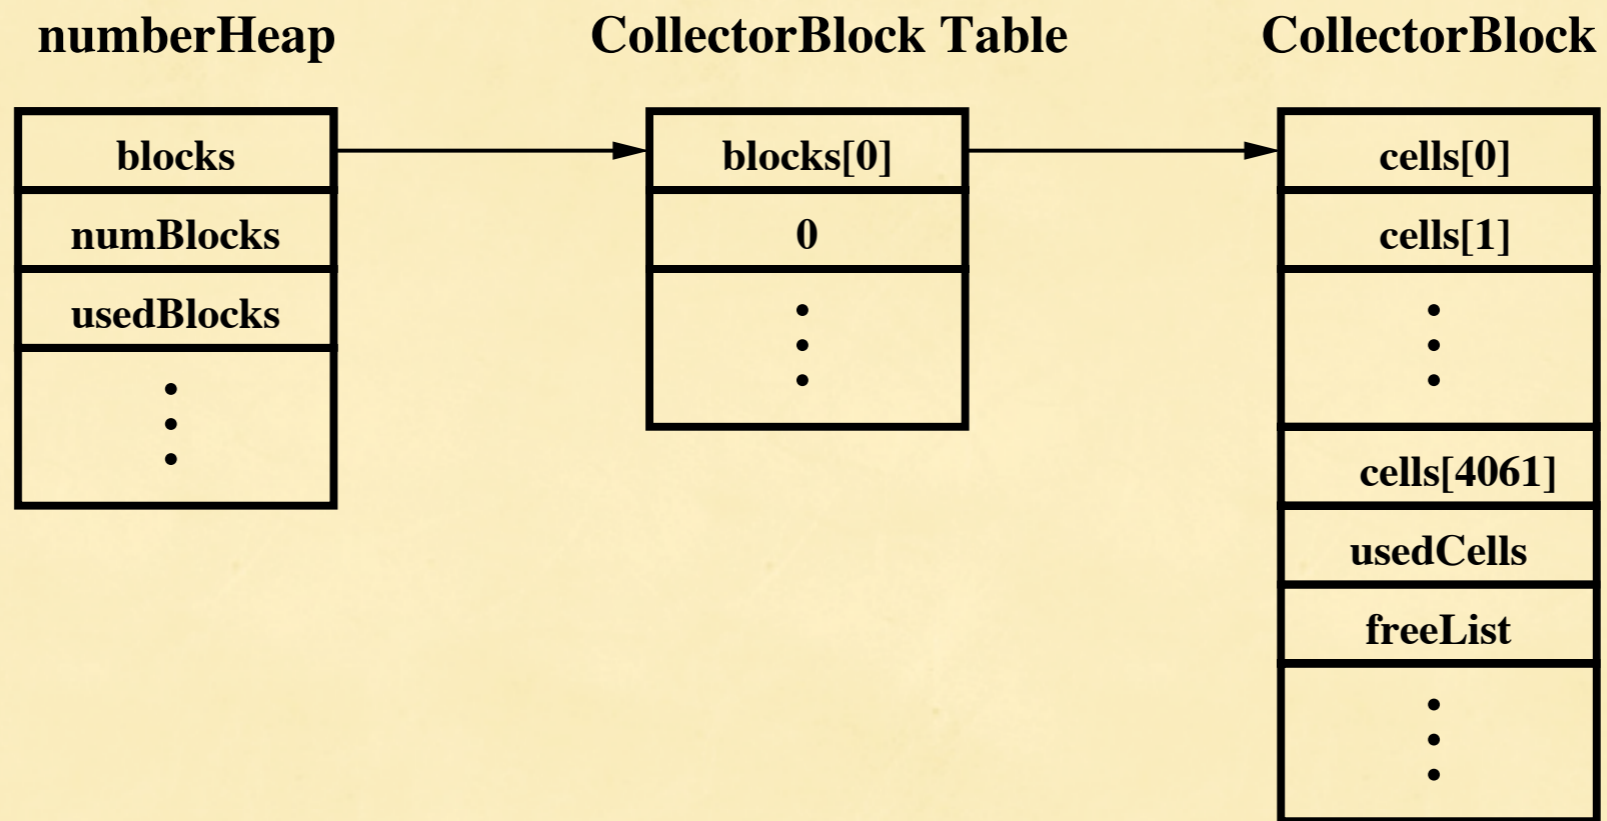 numberHeap
blocks
numBlocks
usedBlocks
CollectorBlock Table
blocks[0]
0
CollectorBlock
cells[0]
cells[1]
cells[4061]
usedCells
freeList